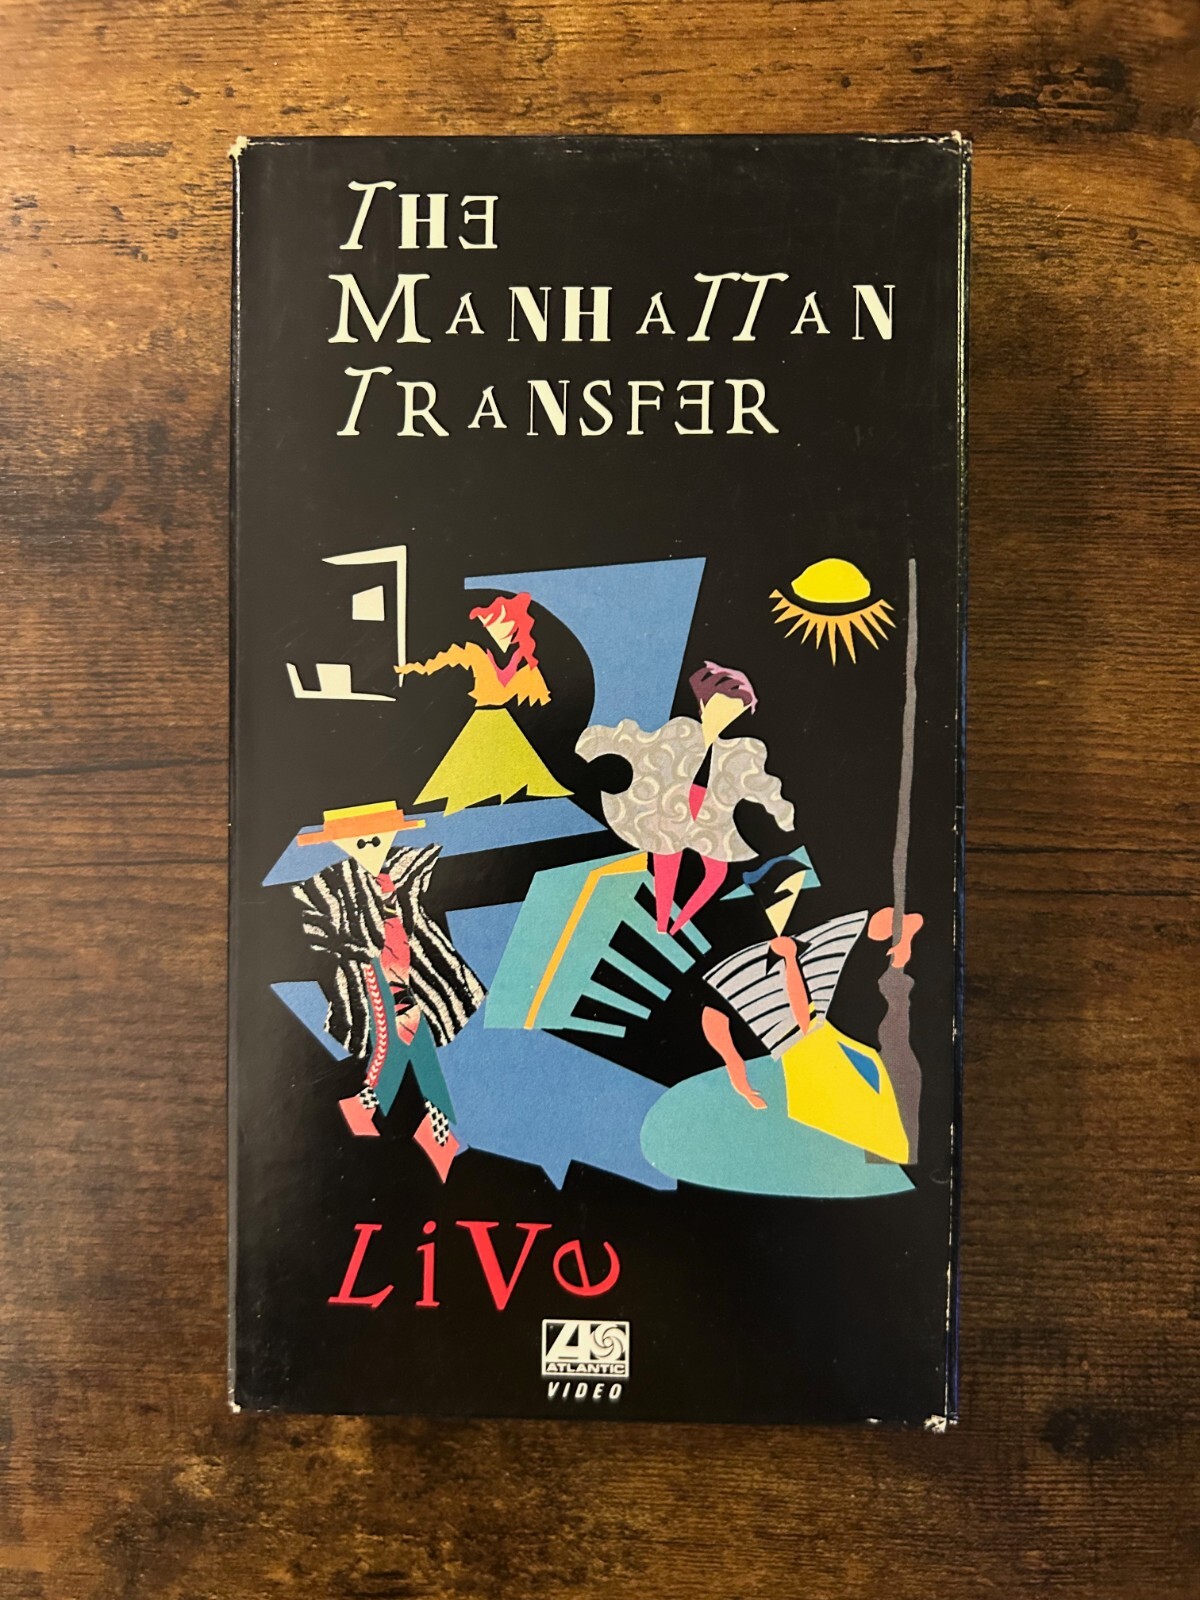 THE
MANHATTAN
TRANSFER
LiVe
ATLANTIC
VIDEO